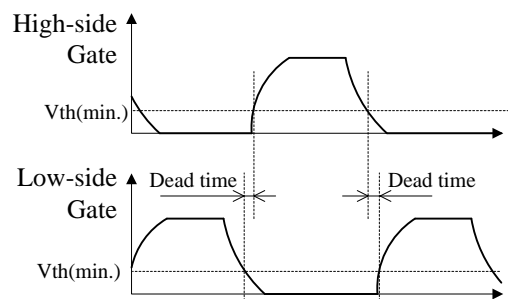 High-side
Gate
Vth(min.)
Low-side
Gate
Dead time
Dead time
Vth(min.)